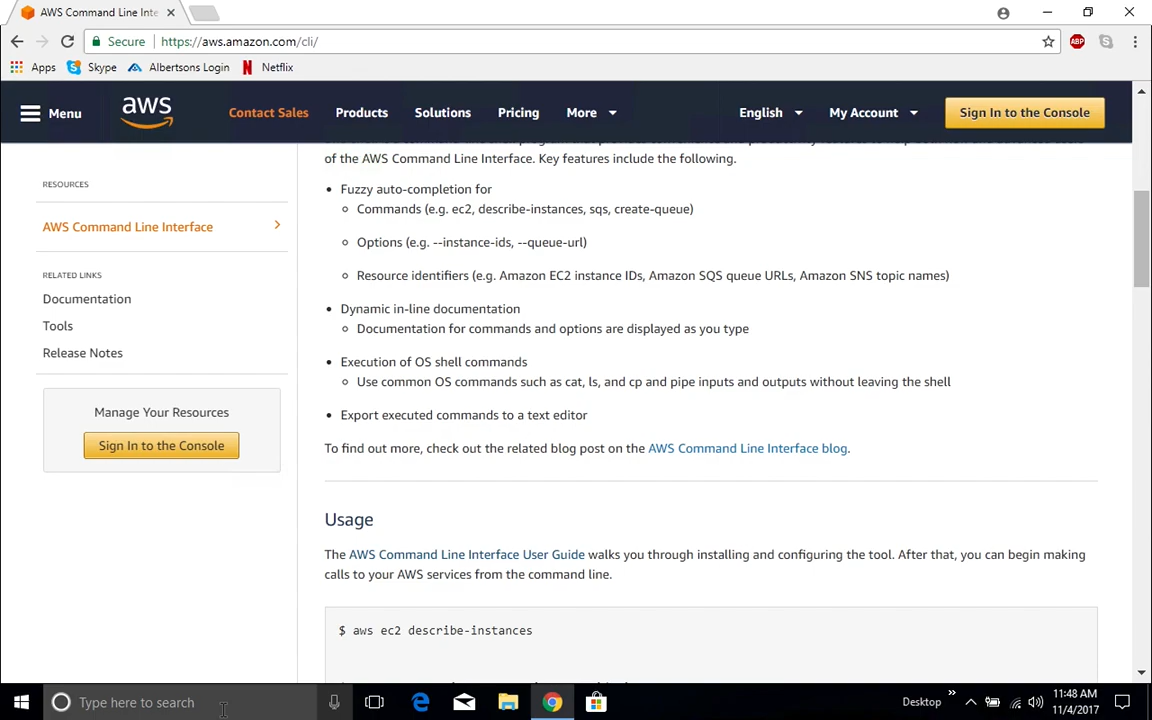 AWS Command Line Inte
Secure
https://aws.amazon.com/cli/
ABP
Apps
Skype
Albertsons Login
Netflix
Menu
aws
Contact Sales
Products
Solutions
Pricing
More
English
My Account
Sign In to the Console
of the AWS Command Line Interface. Key features include the following.
RESOURCES
AWS Command Line Interface
RELATED LINKS
Documentation
Tools
Release Notes
Manage Your Resources
Sign In to the Console
• Fuzzy auto-completion for
Commands (e.g. ec2, describe-instances, sqs, create-queue)
Options (e.g. --instance-ids, --queue-url)
Resource identifiers (e.g. Amazon EC2 instance IDs, Amazon SQS queue URLs, Amazon SNS topic names)
• Dynamic in-line documentation
Documentation for commands and options are displayed as you type
• Execution of OS shell commands
Use common OS commands such as cat, ls, and cp and pipe inputs and outputs without leaving the shell
• Export executed commands to a text editor
To find out more, check out the related blog post on the AWS Command Line Interface blog.
Usage
The AWS Command Line Interface User Guide walks you through installing and configuring the tool. After that, you can begin making
calls to your AWS services from the command line.
$ aws ec2 describe-instances
Type here to search
Desktop
11:48 AM
11/4/2017